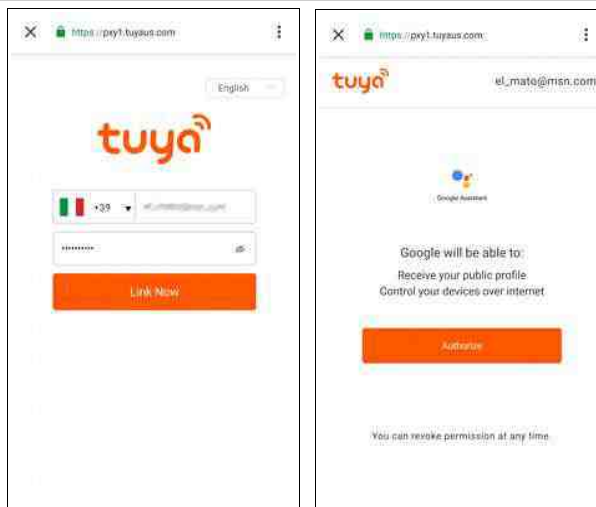 https://pxy1.tuyaus.com
English
tuya
+39
Link Now
https://pxy1.tuyaus.com
tuya
el_mato@msn.com
Google Assistant
Google will be able to:
Receive your public profile
Control your devices over internet
Authorize
You can revoke permission at any time.